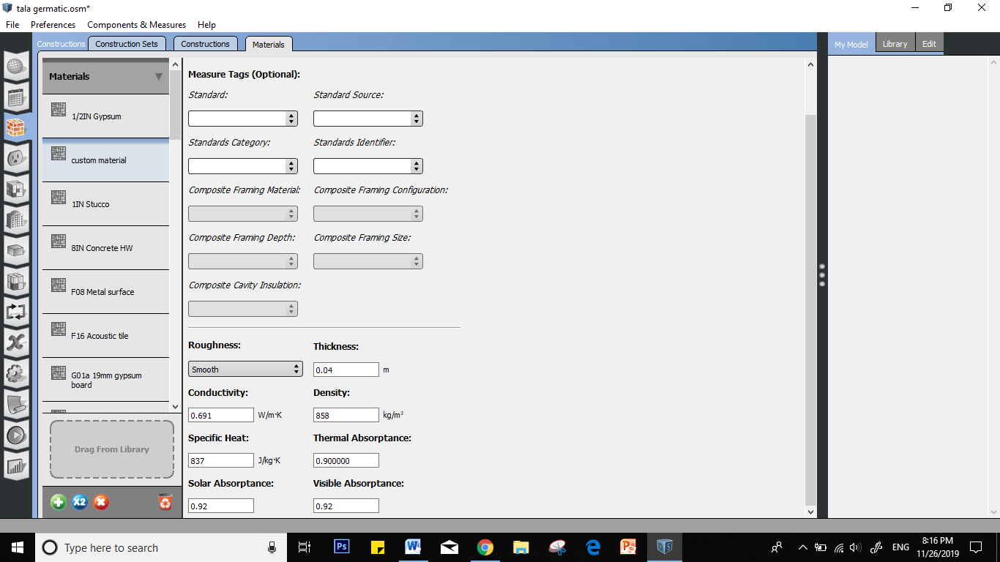 tala germatic.osm*
File Preferences Components & Measures Help
Constructions Construction Sets Constructions Materials
My Model Library Edit
Materials
1/2IN Gypsum
custom material
1IN Stucco
8IN Concrete HW
F08 Metal surface
F16 Acoustic tile
G01a 19mm gypsum
board
Drag From Library
X2
Measure Tags (Optional):
Standard: Standard Source:
Standards Category: Standards Identifier:
Composite Framing Material: Composite Framing Configuration:
Composite Framing Depth: Composite Framing Size:
Composite Cavity Insulation:
Roughness: Thickness:
Smooth 0.04 m
Conductivity: Density:
0.691 W/m·K 858 kg/m³
Specific Heat: Thermal Absorptance:
837 J/kg·K 0.900000
Solar Absorptance: Visible Absorptance:
0.92 0.92
Type here to search
Ps
W
P
OS
ENG
8:16 PM
11/26/2019